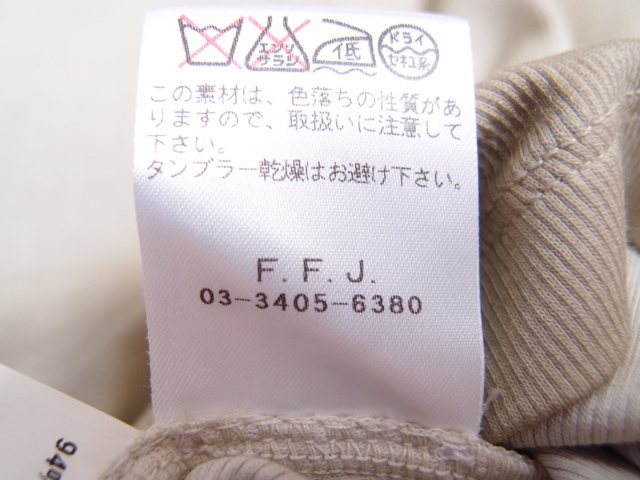 エンソ
サラシ
低
ドライ
セキユ系
この素材は、色落ちの性質があ
りますので、取扱いに注意して
下さい。
タンブラー乾燥はお避け下さい。
F.F.J.
03-3405-6380